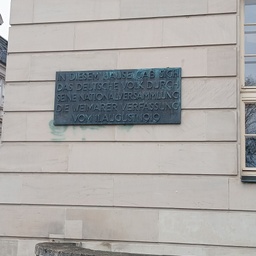 IN DIESEM HAUSE GAB SICH
DAS DEUTSCHE VOLK DURCH
SEINE NATIONALVERSAMMLUNG
DIE WEIMARER VERFASSUNG
VOM 11. AUGUST 1919